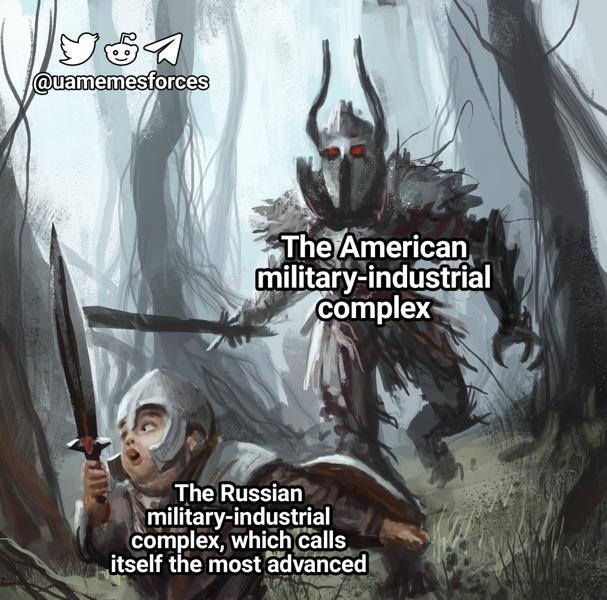 @uamemesforces
The American
military-industrial
complex
The Russian
military-industrial
complex, which calls
itself the most advanced